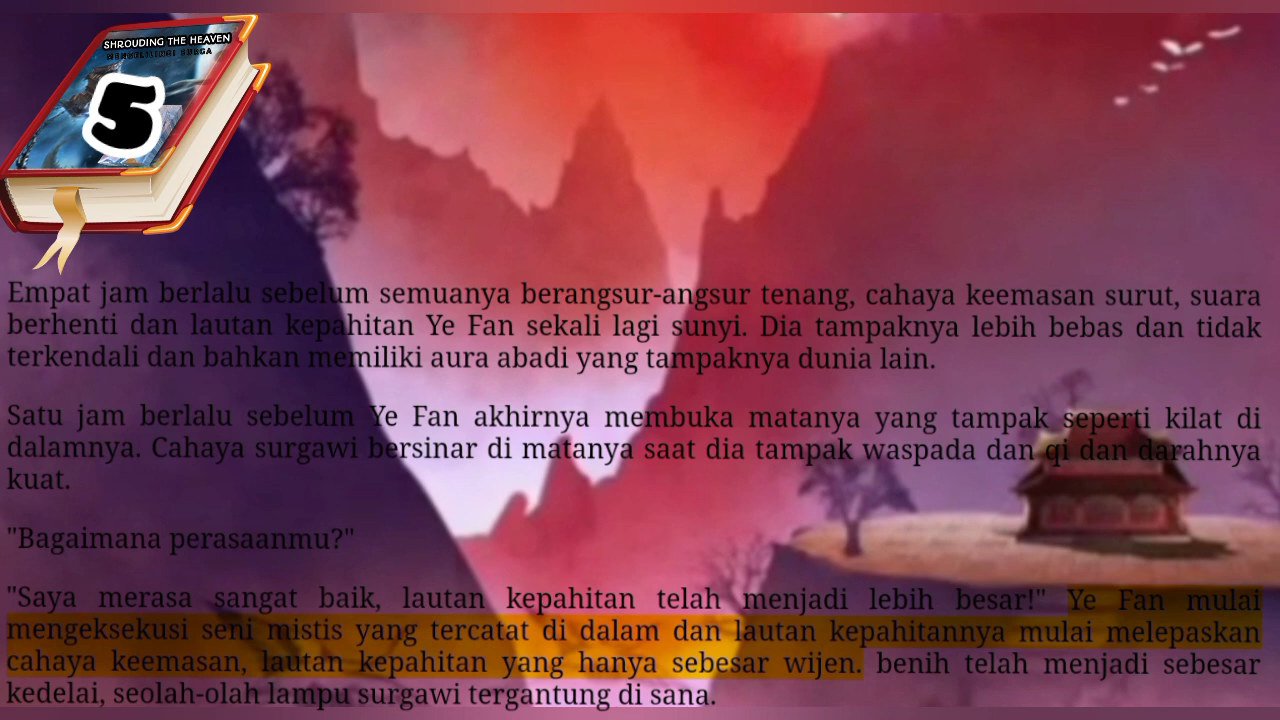 SHROUDING THE HEAVEN
5
Empat jam berlalu sebelum semuanya berangsur-angsur tenang, cahaya keemasan surut, suara
berhenti dan lautan kepahitan Ye Fan sekali lagi sunyi. Dia tampaknya lebih bebas dan tidak
terkendali dan bahkan memiliki aura abadi yang tampaknya dunia lain.
Satu jam berlalu sebelum Ye Fan akhirnya membuka matanya yang tampak seperti kilat di
dalamnya. Cahaya surgawi bersinar di matanya saat dia tampak waspada dan qi dan darahnya
kuat.
"Bagaimana perasaanmu?"
"Saya merasa sangat baik, lautan kepahitan telah menjadi lebih besar!" Ye Fan mulai
mengeksekusi seni mistis yang tercatat di dalam dan lautan kepahitannya mulai melepaskan
cahaya keemasan, lautan kepahitan yang hanya sebesar wijen. benih telah menjadi sebesar
kedelai, seolah-olah lampu surgawi tergantung di sana.